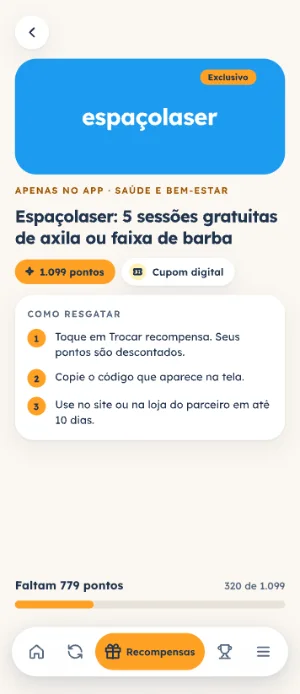 Exclusivo
espaçolaser
APENAS NO APP · SAÚDE E BEM-ESTAR
Espaçolaser: 5 sessões gratuitas
de axila ou faixa de barba
1.099 pontos
Cupom digital
COMO RESGATAR
1 Toque em Trocar recompensa. Seus
pontos são descontados.
2 Copie o código que aparece na tela.
3 Use no site ou na loja do parceiro em até
10 dias.
Faltam 779 pontos
320 de 1.099
Recompensas